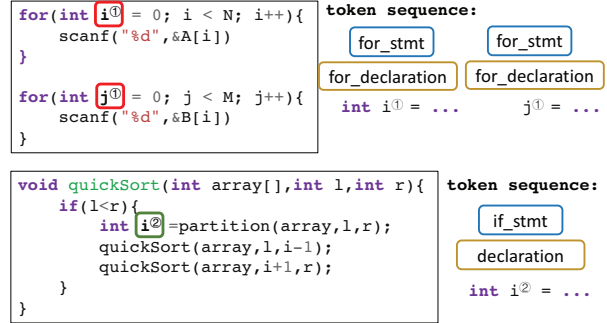 for(int i① = 0; i < N; i++){
scanf("%d",&A[i])
}
for(int j① = 0; j < M; j++){
scanf("%d",&B[i])
}
token sequence:
for_stmt for_stmt
for_declaration for_declaration
int i① = ... j① = ...
void quickSort(int array[],int l,int r){
if(l<r){
int i② =partition(array,l,r);
quickSort(array,l,i-1);
quickSort(array,i+1,r);
}
}
token sequence:
if_stmt
declaration
int i② = ...